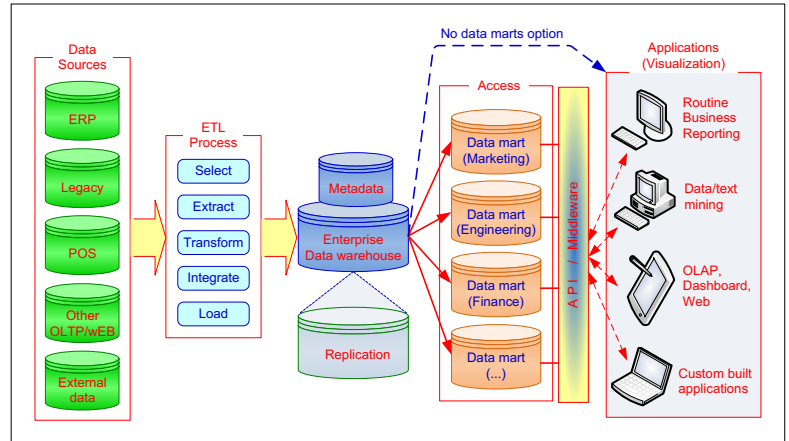 No data marts option
Data
Sources
ERP
Legacy
POS
Other
OLTP/wEB
External
data
ETL
Process
Select
Extract
Transform
Integrate
Load
Metadata
Enterprise
Data warehouse
Replication
Access
Data mart
(Marketing)
Data mart
(Engineering)
Data mart
(Finance)
Data mart
(...)
API / Middleware
Applications
(Visualization)
Routine
Business
Reporting
Data/text
mining
OLAP,
Dashboard,
Web
Custom built
applications